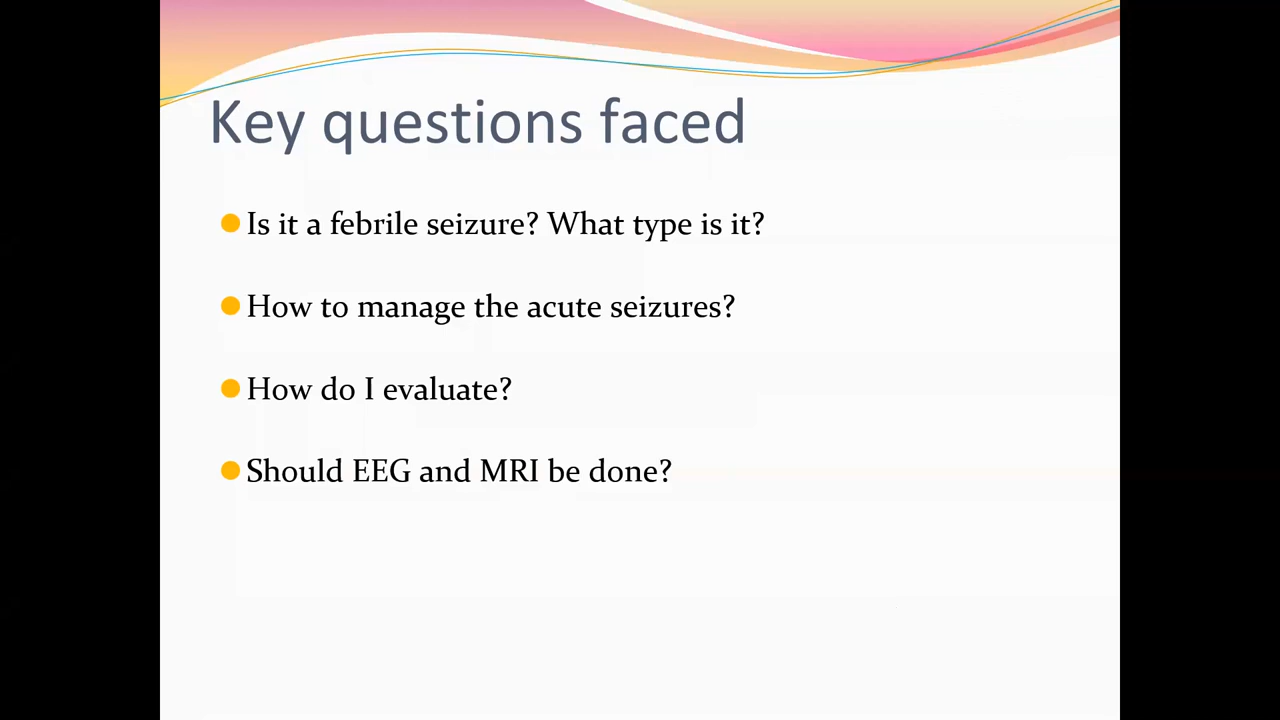 Key questions faced
Is it a febrile seizure? What type is it?
How to manage the acute seizures?
How do I evaluate?
Should EEG and MRI be done?